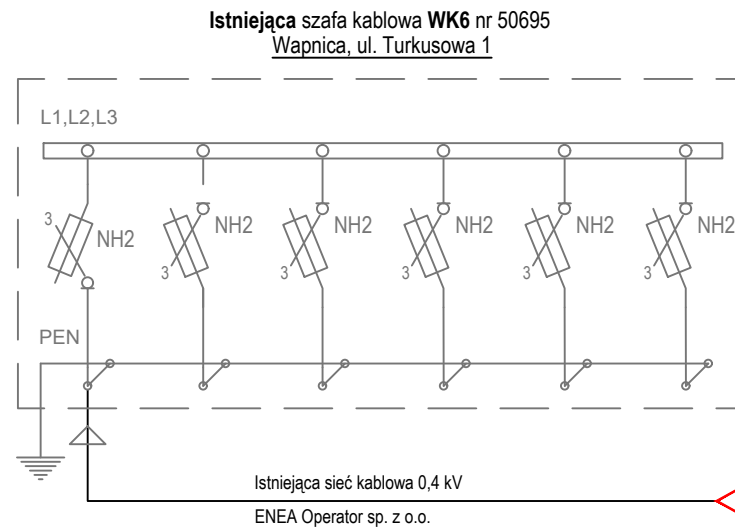 Istniejąca szafa kablowa WK6 nr 50695
Wapnica, ul. Turkusowa 1
L1,L2,L3
3 NH2 NH2 NH2 NH2 NH2 NH2
3 3 3 3 3
PEN
Istniejąca sieć kablowa 0,4 kV
ENEA Operator sp. z o.o.